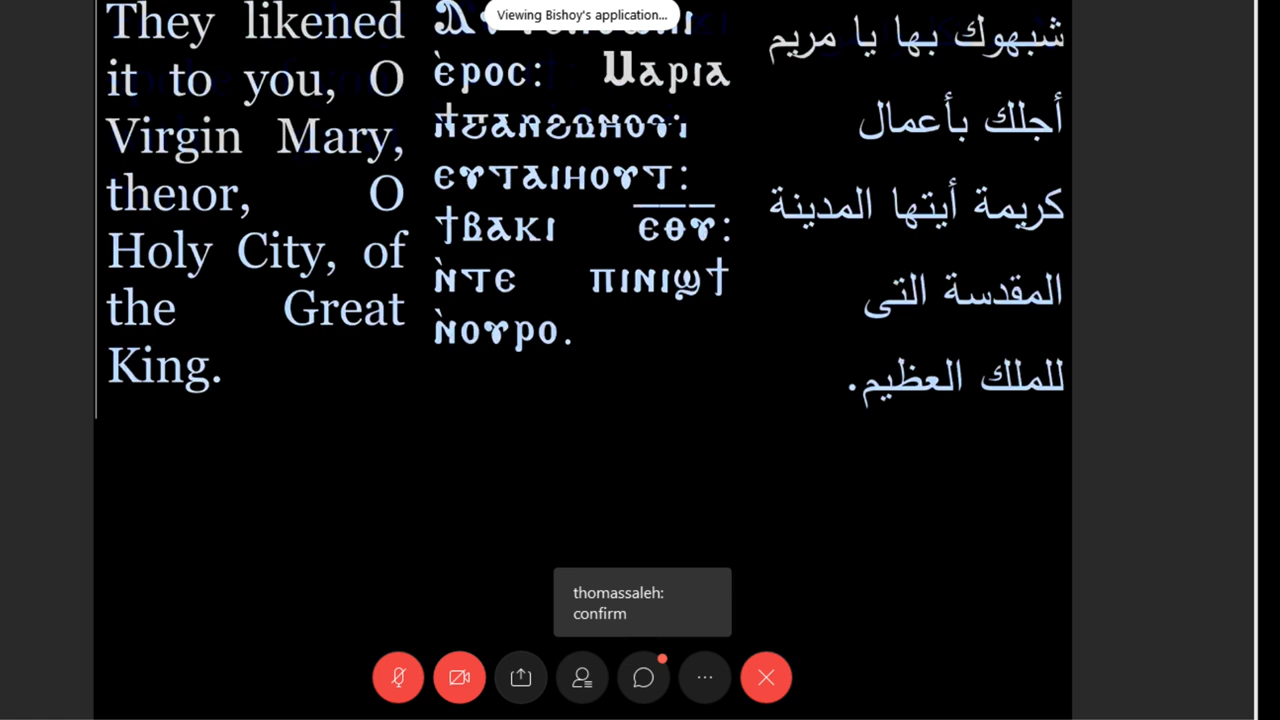 Viewing Bishoy's application...
They likened
it to you, O
Virgin Mary,
O
Holy City, of
the Great
King.
ⲉ̀ⲣⲟⲥ: Ⲙⲁⲣⲓⲁ
ⲉⲩⲧⲁⲓⲏⲟⲩⲧ:
ϯⲃⲁⲕⲓ ⲉ̅ⲑ̅ⲩ̅:
ⲛ̀ⲧⲉ ⲡⲓⲛⲓϣϯ
ⲛ̀ⲟⲩⲣⲟ.
شبهوك بها يا مريم
أجلك بأعمال
كريمة أيتها المدينة
المقدسة التى
للملك العظيم.
thomassaleh:
confirm